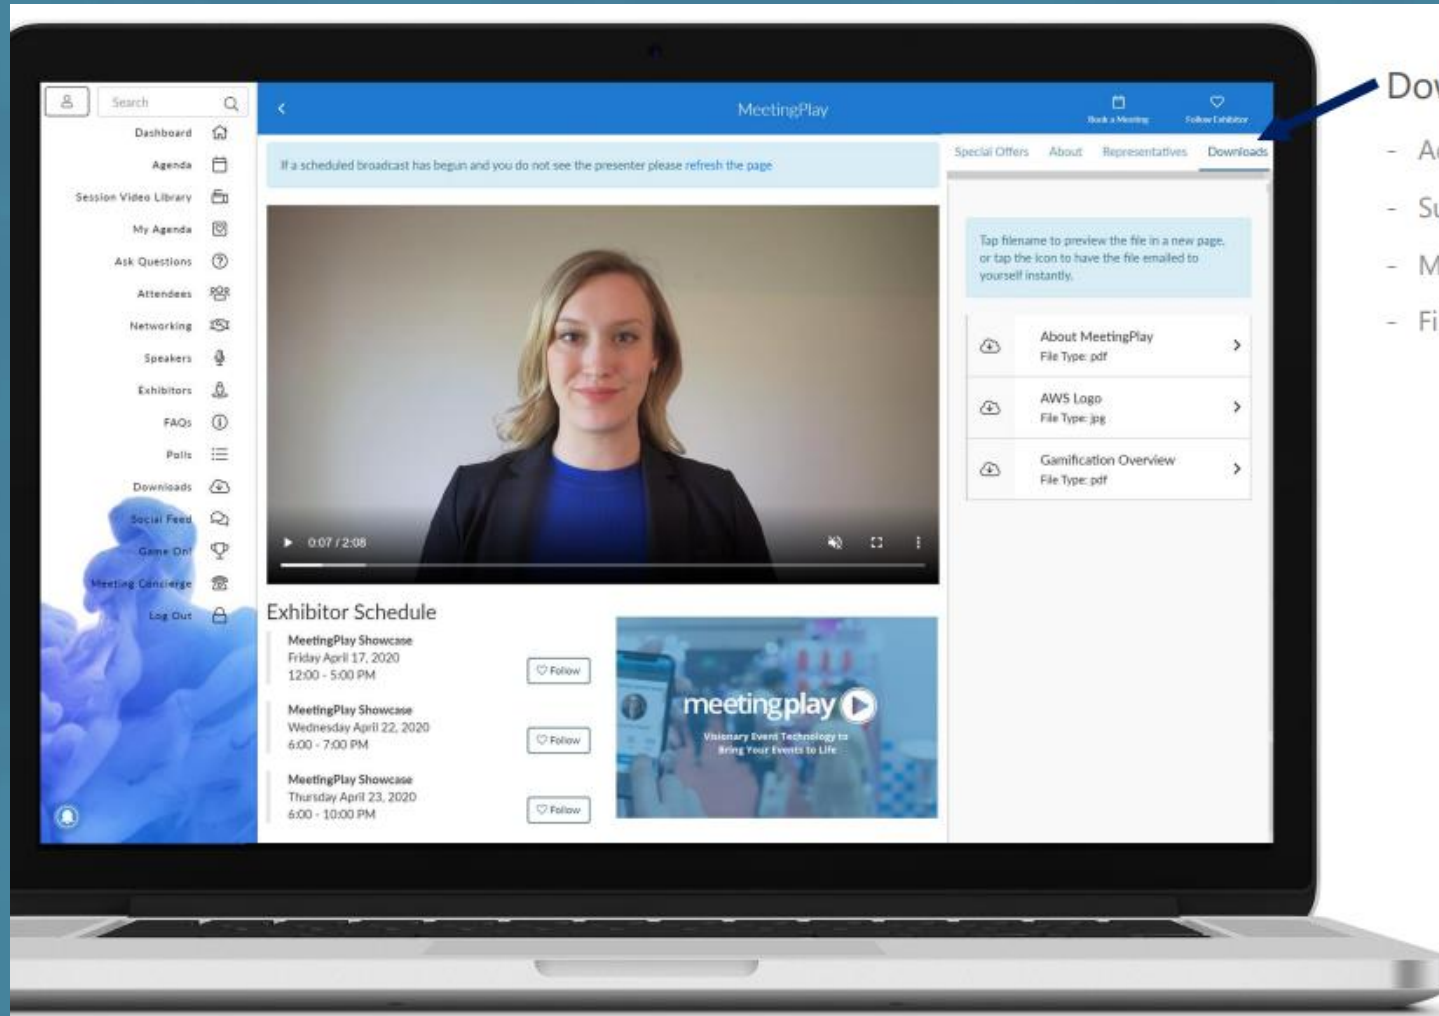 Search
Dashboard
Agenda
Session Video Library
My Agenda
Ask Questions
Attendees
Networking
Speakers
Exhibitors
FAQs
Polls
Downloads
Social Feed
Game On!
Meeting Concierge
Log Out
MeetingPlay
Book a Meeting
Follow Exhibitor
If a scheduled broadcast has begun and you do not see the presenter please refresh the page
0:07 / 2:08
Exhibitor Schedule
MeetingPlay Showcase
Friday April 17, 2020
12:00 - 5:00 PM
Follow
MeetingPlay Showcase
Wednesday April 22, 2020
6:00 - 7:00 PM
Follow
MeetingPlay Showcase
Thursday April 23, 2020
6:00 - 10:00 PM
Follow
meetingplay
Visionary Event Technology to
Bring Your Events to Life
Special Offers About Representatives Downloads
Tap filename to preview the file in a new page,
or tap the icon to have the file emailed to
yourself instantly.
About MeetingPlay
File Type: pdf
AWS Logo
File Type: jpg
Gamification Overview
File Type: pdf